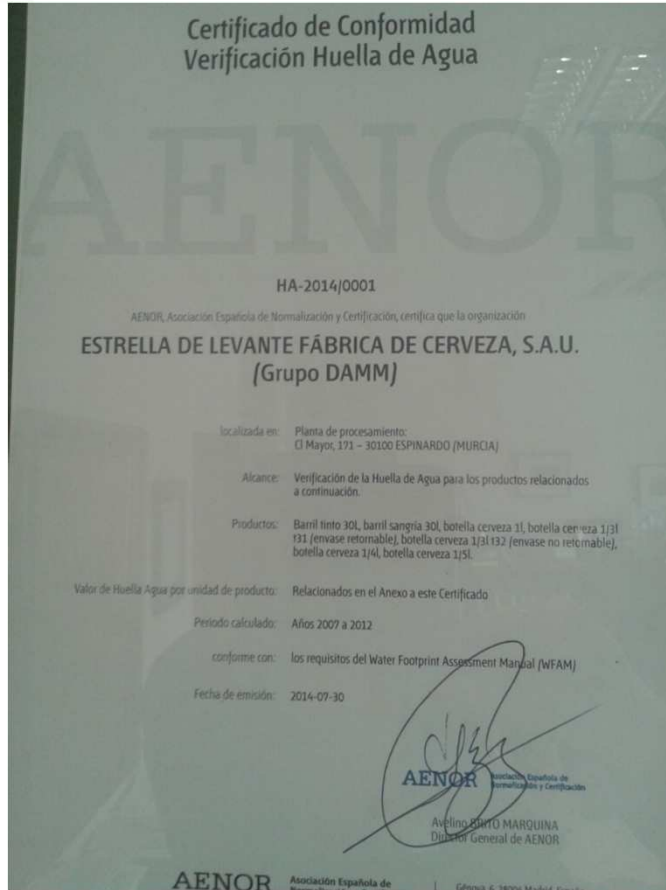 Certificado de Conformidad
Verificación Huella de Agua
AENOR
HA-2014/0001
AENOR, Asociación Española de Normalización y Certificación, certifica que la organización
ESTRELLA DE LEVANTE FÁBRICA DE CERVEZA, S.A.U.
(Grupo DAMM)
localizada en: Planta de procesamiento:
Cl Mayor, 171 – 30100 ESPINARDO (MURCIA)
Alcance: Verificación de la Huella de Agua para los productos relacionados
a continuación.
Productos: Barril tinto 30L, barril sangría 30l, botella cerveza 1l, botella cerveza 1/3l
t31 (envase retornable), botella cerveza 1/3l t32 (envase no retornable),
botella cerveza 1/4l, botella cerveza 1/5l.
Valor de Huella Agua por unidad de producto: Relacionados en el Anexo a este Certificado
Periodo calculado: Años 2007 a 2012
conforme con: los requisitos del Water Footprint Assessment Manual (WFAM)
Fecha de emisión: 2014-07-30
AENOR Asociación Española de
Normalización y Certificación
Avelino BRITO MARQUINA
Director General de AENOR
AENOR Asociación Española de
Génova, 6. 28004 Madrid.